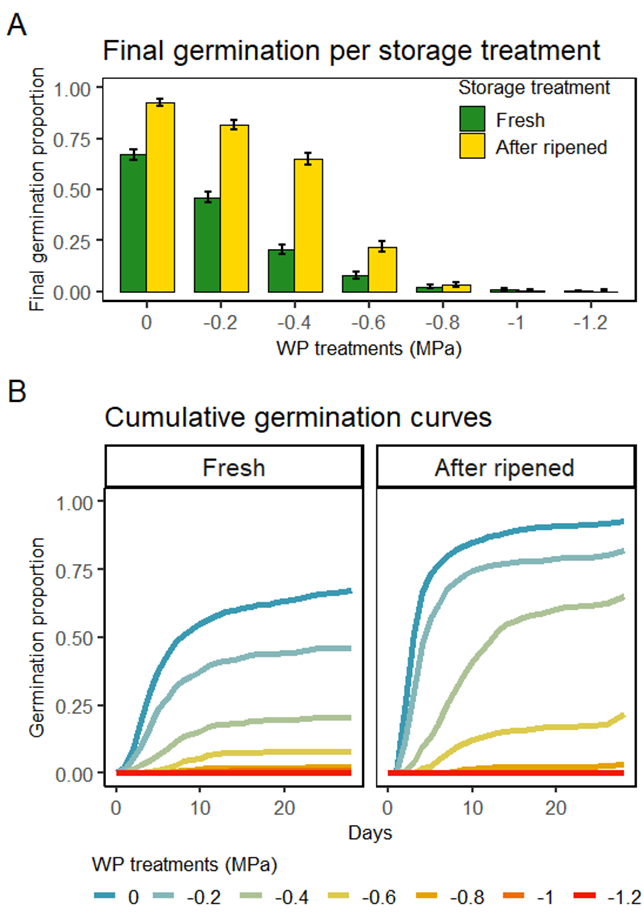 A
Final germination per storage treatment
Final germination proportion
1.00
0.75
0.50
0.25
0.00
Storage treatment
Fresh
After ripened
0 -0.2 -0.4 -0.6 -0.8 -1 -1.2
WP treatments (MPa)
B
Cumulative germination curves
Fresh After ripened
Germination proportion
1.00
0.75
0.50
0.25
0.00
0 10 20 0 10 20
Days
WP treatments (MPa)
0 -0.2 -0.4 -0.6 -0.8 -1 -1.2